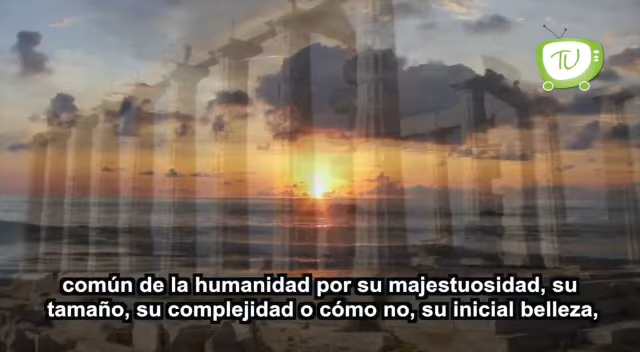 TU
común de la humanidad por su majestuosidad, su
tamaño, su complejidad o cómo no, su inicial belleza,